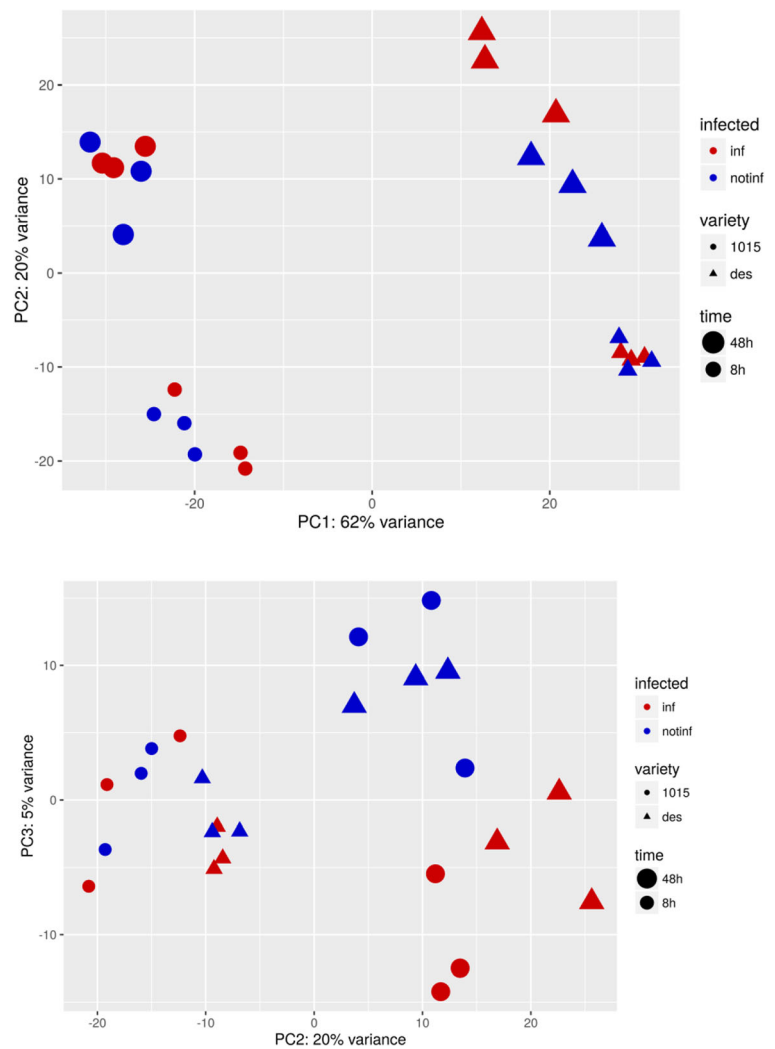 20
10
0
-10
-20
PC2: 20% variance
-20
0
20
PC1: 62% variance
infected
inf
notinf
variety
1015
des
time
48h
8h
10
0
-10
PC3: 5% variance
-20
-10
0
10
20
PC2: 20% variance
infected
inf
notinf
variety
1015
des
time
48h
8h